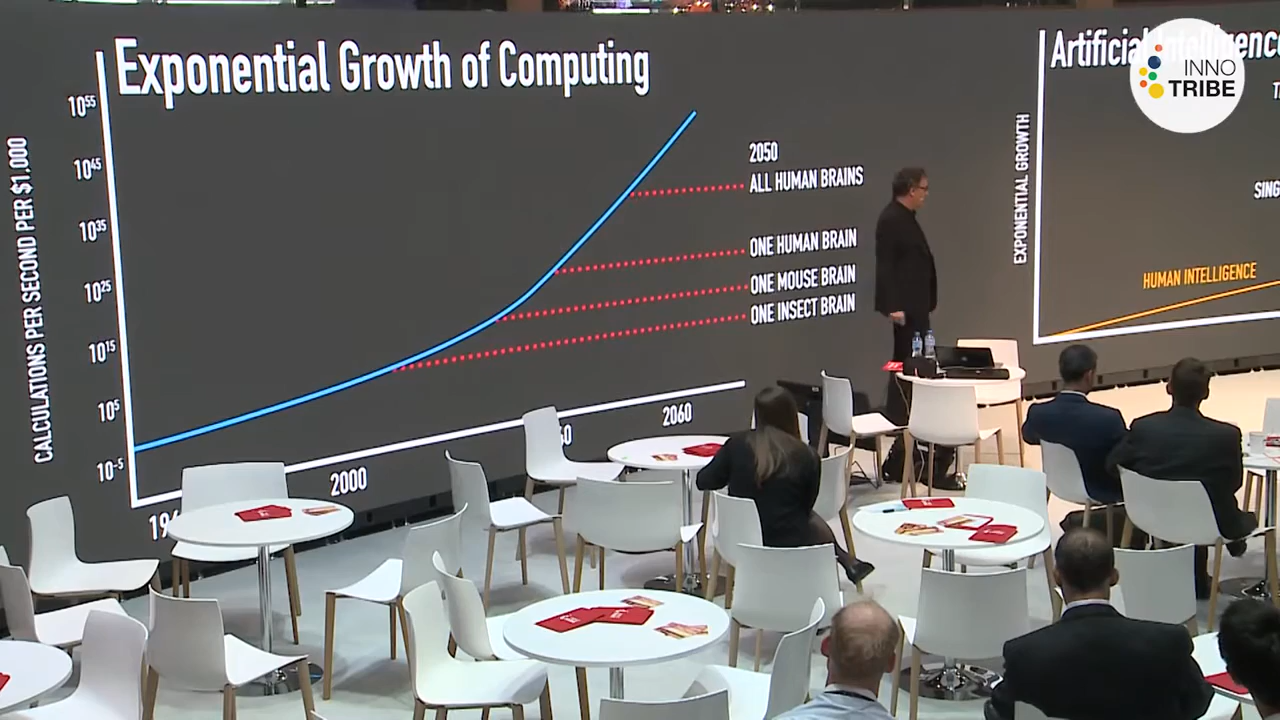 Exponential Growth of Computing
CALCULATIONS PER SECOND PER $1,000
10^55
10^45
10^35
10^25
10^15
10^5
10^-5
2000
2060
2050
ALL HUMAN BRAINS
ONE HUMAN BRAIN
ONE MOUSE BRAIN
ONE INSECT BRAIN
Artificial
EXPONENTIAL GROWTH
HUMAN INTELLIGENCE
INNO
TRIBE